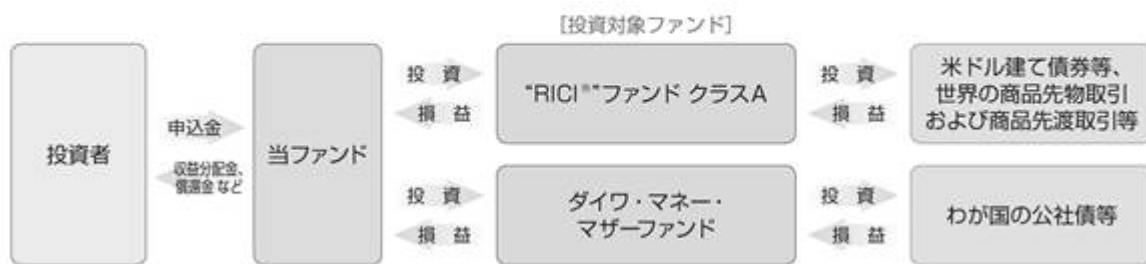 [投資対象ファンド]
投資者
申込金
収益分配金、
償還金 など
当ファンド
投 資
損 益
"RICI®"ファンド クラスA
投 資
損 益
米ドル建て債券等、
世界の商品先物取引
および商品先渡取引等
投 資
損 益
ダイワ・マネー・
マザーファンド
投 資
損 益
わが国の公社債等